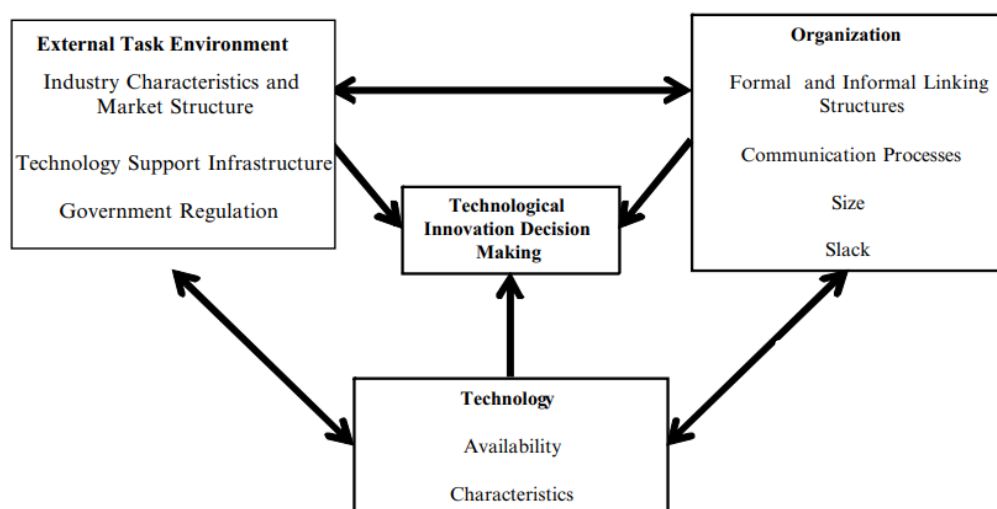 External Task Environment
Industry Characteristics and
Market Structure
Technology Support Infrastructure
Government Regulation
Organization
Formal and Informal Linking
Structures
Communication Processes
Size
Slack
Technological
Innovation Decision
Making
Technology
Availability
Characteristics